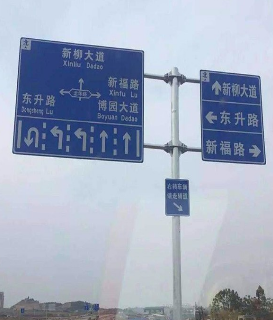 新柳大道
Xinliu Dadao
新福路
Xinfu Lu
东升路
Dongsheng Lu
博园大道
Boyuan Dadao
新柳大道
东升路
新福路